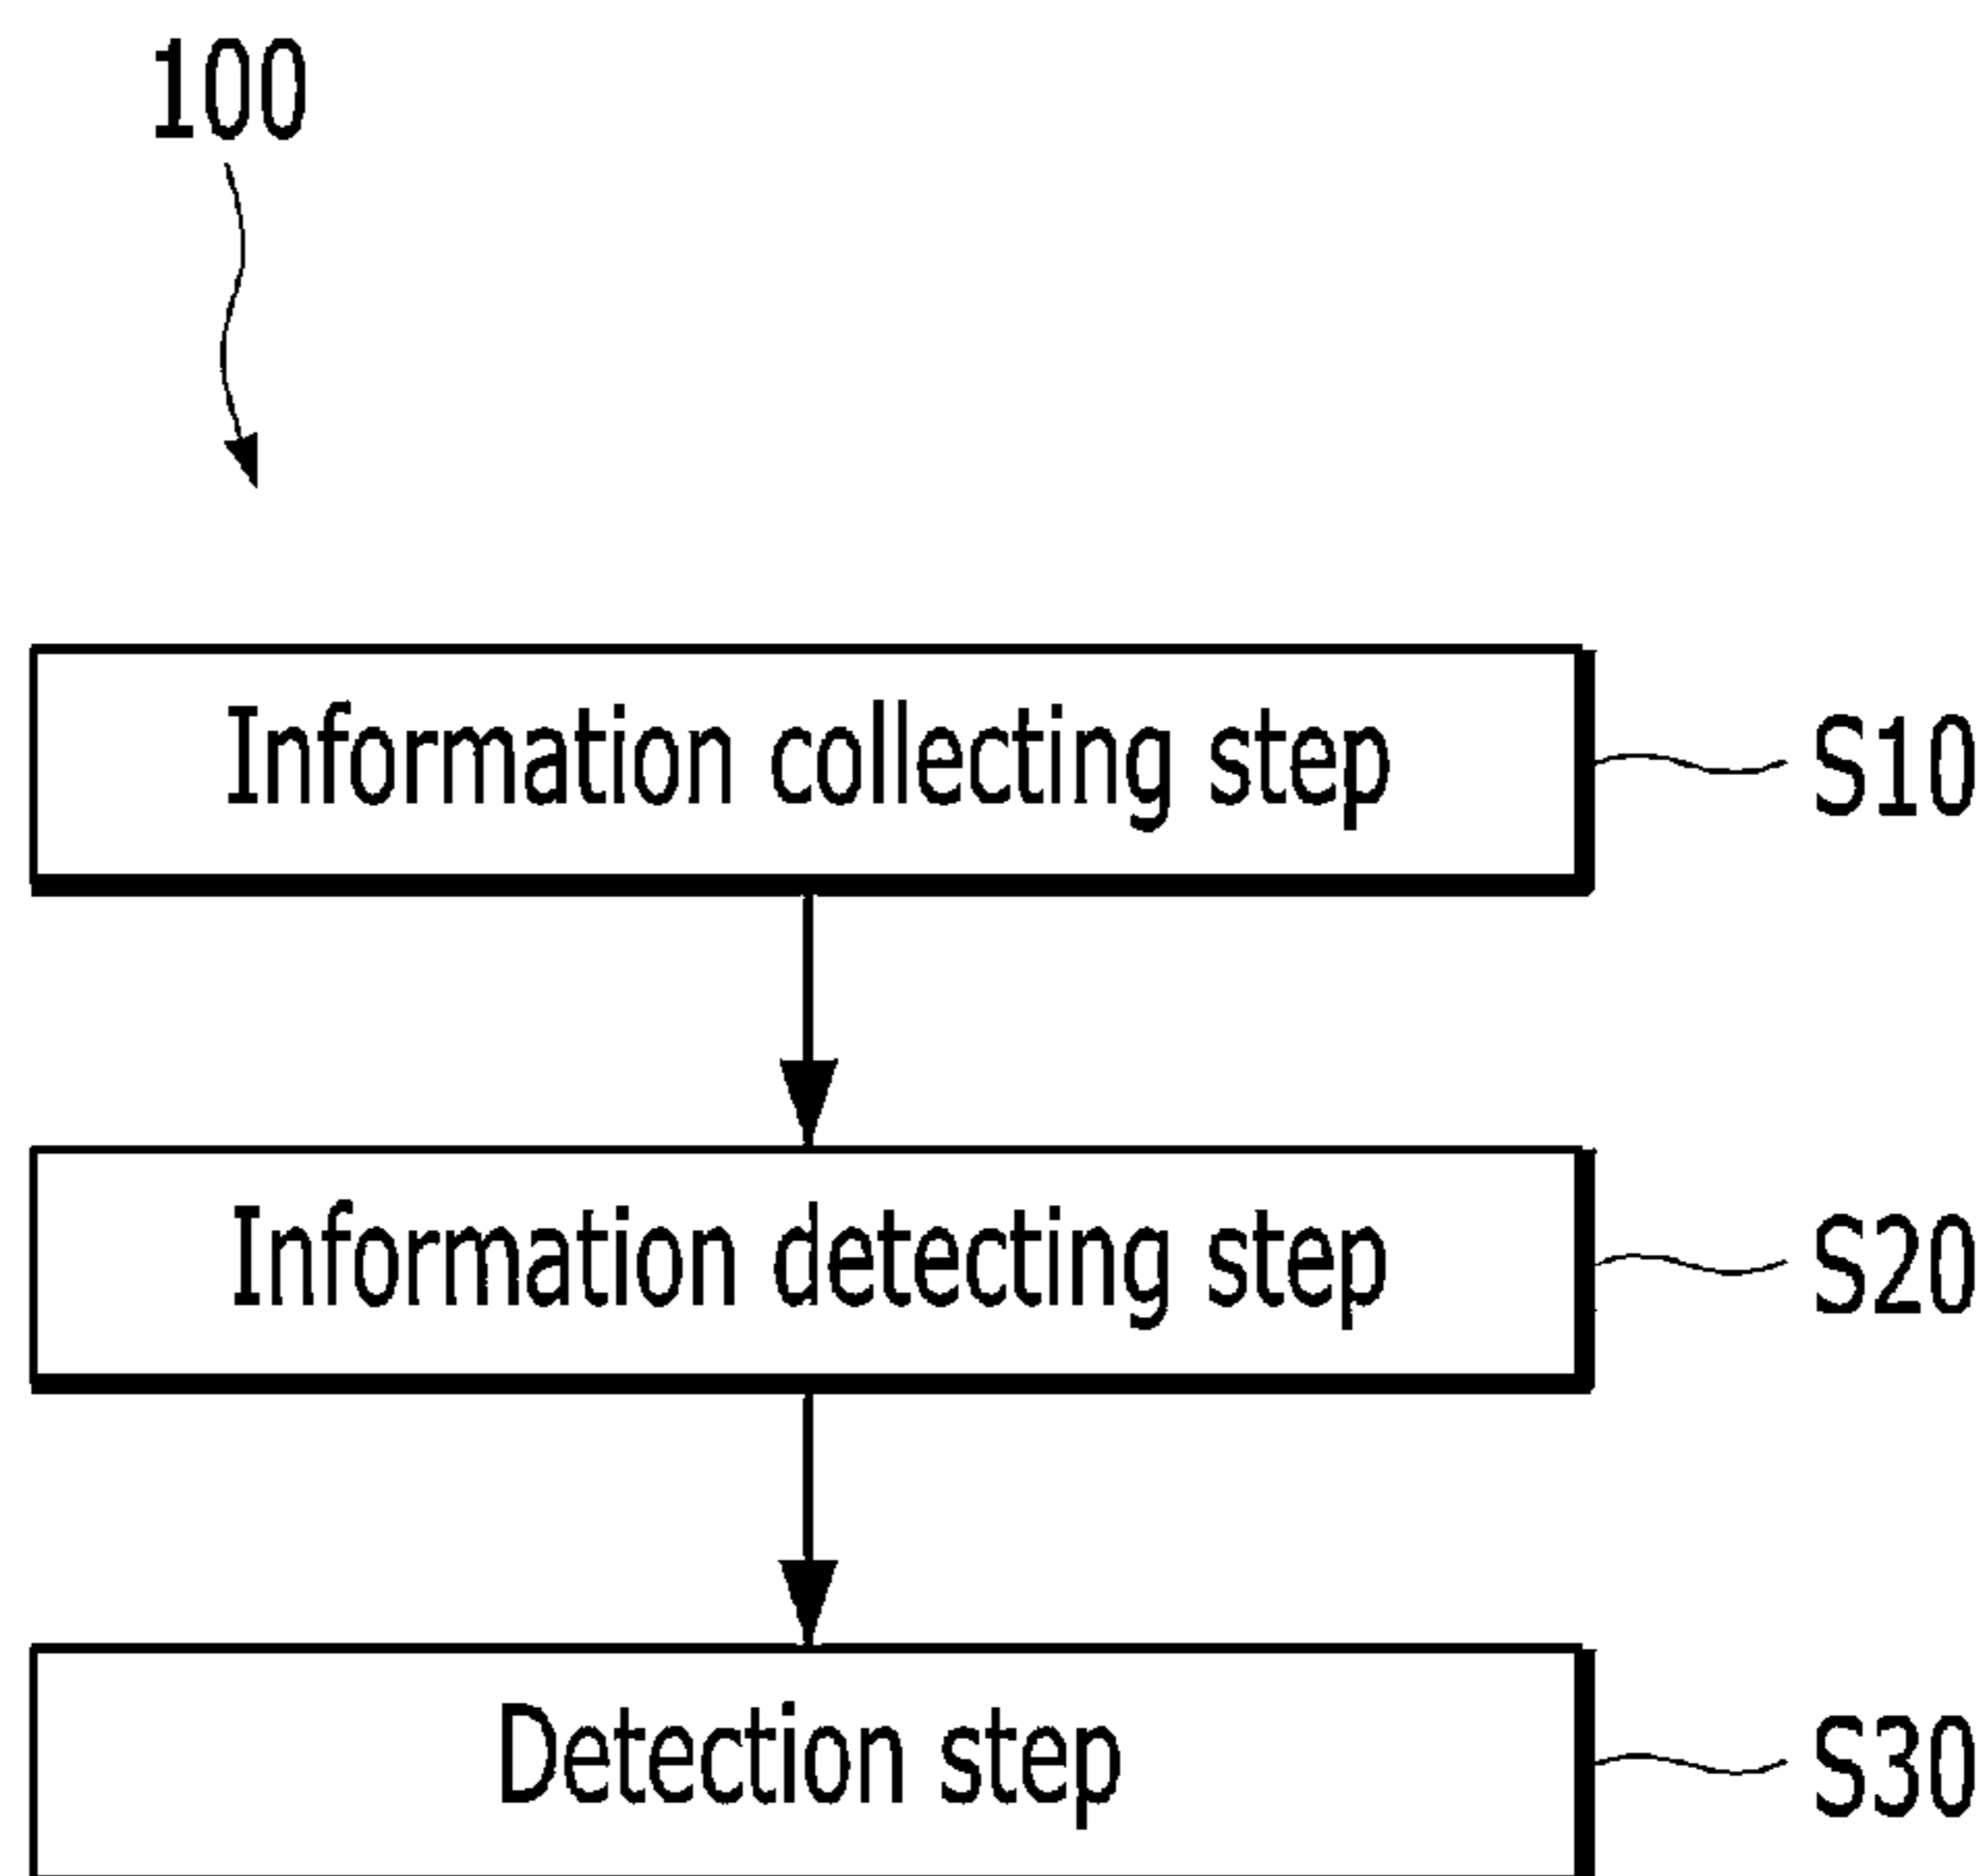 100
Information collecting step
S10
Information detecting step
S20
Detection step
S30